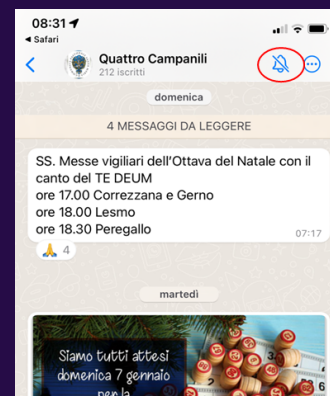 08:31
◄ Safari
Quattro Campanili
212 iscritti
domenica
4 MESSAGGI DA LEGGERE
SS. Messe vigiliari dell'Ottava del Natale con il
canto del TE DEUM
ore 17.00 Correzzana e Gerno
ore 18.00 Lesmo
ore 18.30 Peregallo
07:17
🙏 4
martedì
Siamo tutti attesi
domenica 7 gennaio
per la